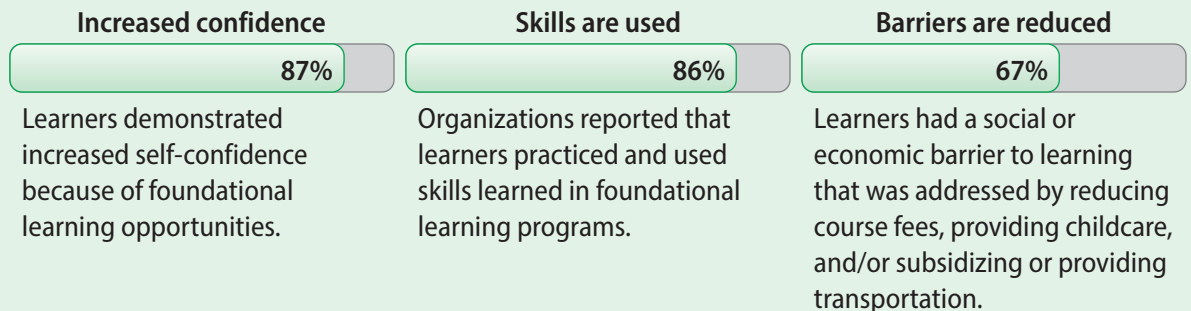 Increased confidence
87%
Learners demonstrated
increased self-confidence
because of foundational
learning opportunities.
Skills are used
86%
Organizations reported that
learners practiced and used
skills learned in foundational
learning programs.
Barriers are reduced
67%
Learners had a social or
economic barrier to learning
that was addressed by reducing
course fees, providing childcare,
and/or subsidizing or providing
transportation.